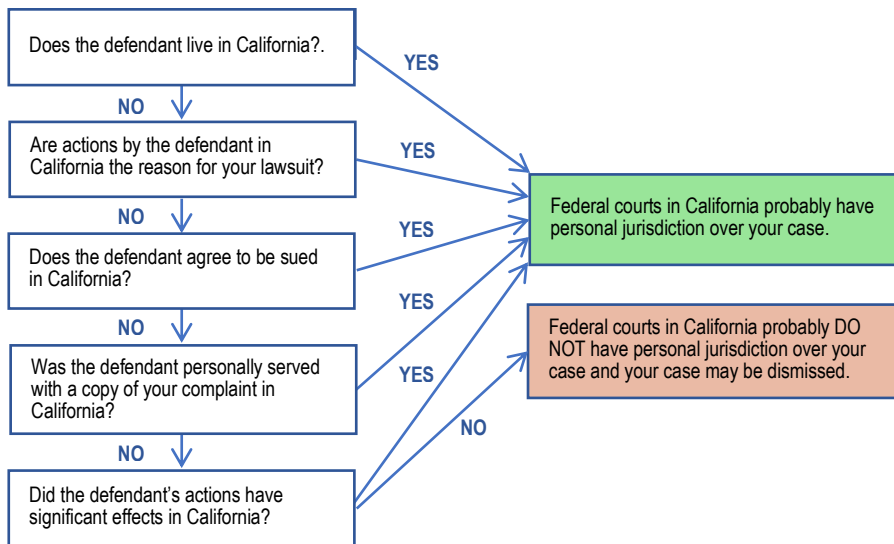 Does the defendant live in California?.
YES
NO
Are actions by the defendant in
California the reason for your lawsuit?
YES
NO
Does the defendant agree to be sued
in California?
YES
NO
Was the defendant personally served
with a copy of your complaint in
California?
YES
NO
Did the defendant’s actions have
significant effects in California?
YES
NO
Federal courts in California probably have
personal jurisdiction over your case.
Federal courts in California probably DO
NOT have personal jurisdiction over your
case and your case may be dismissed.